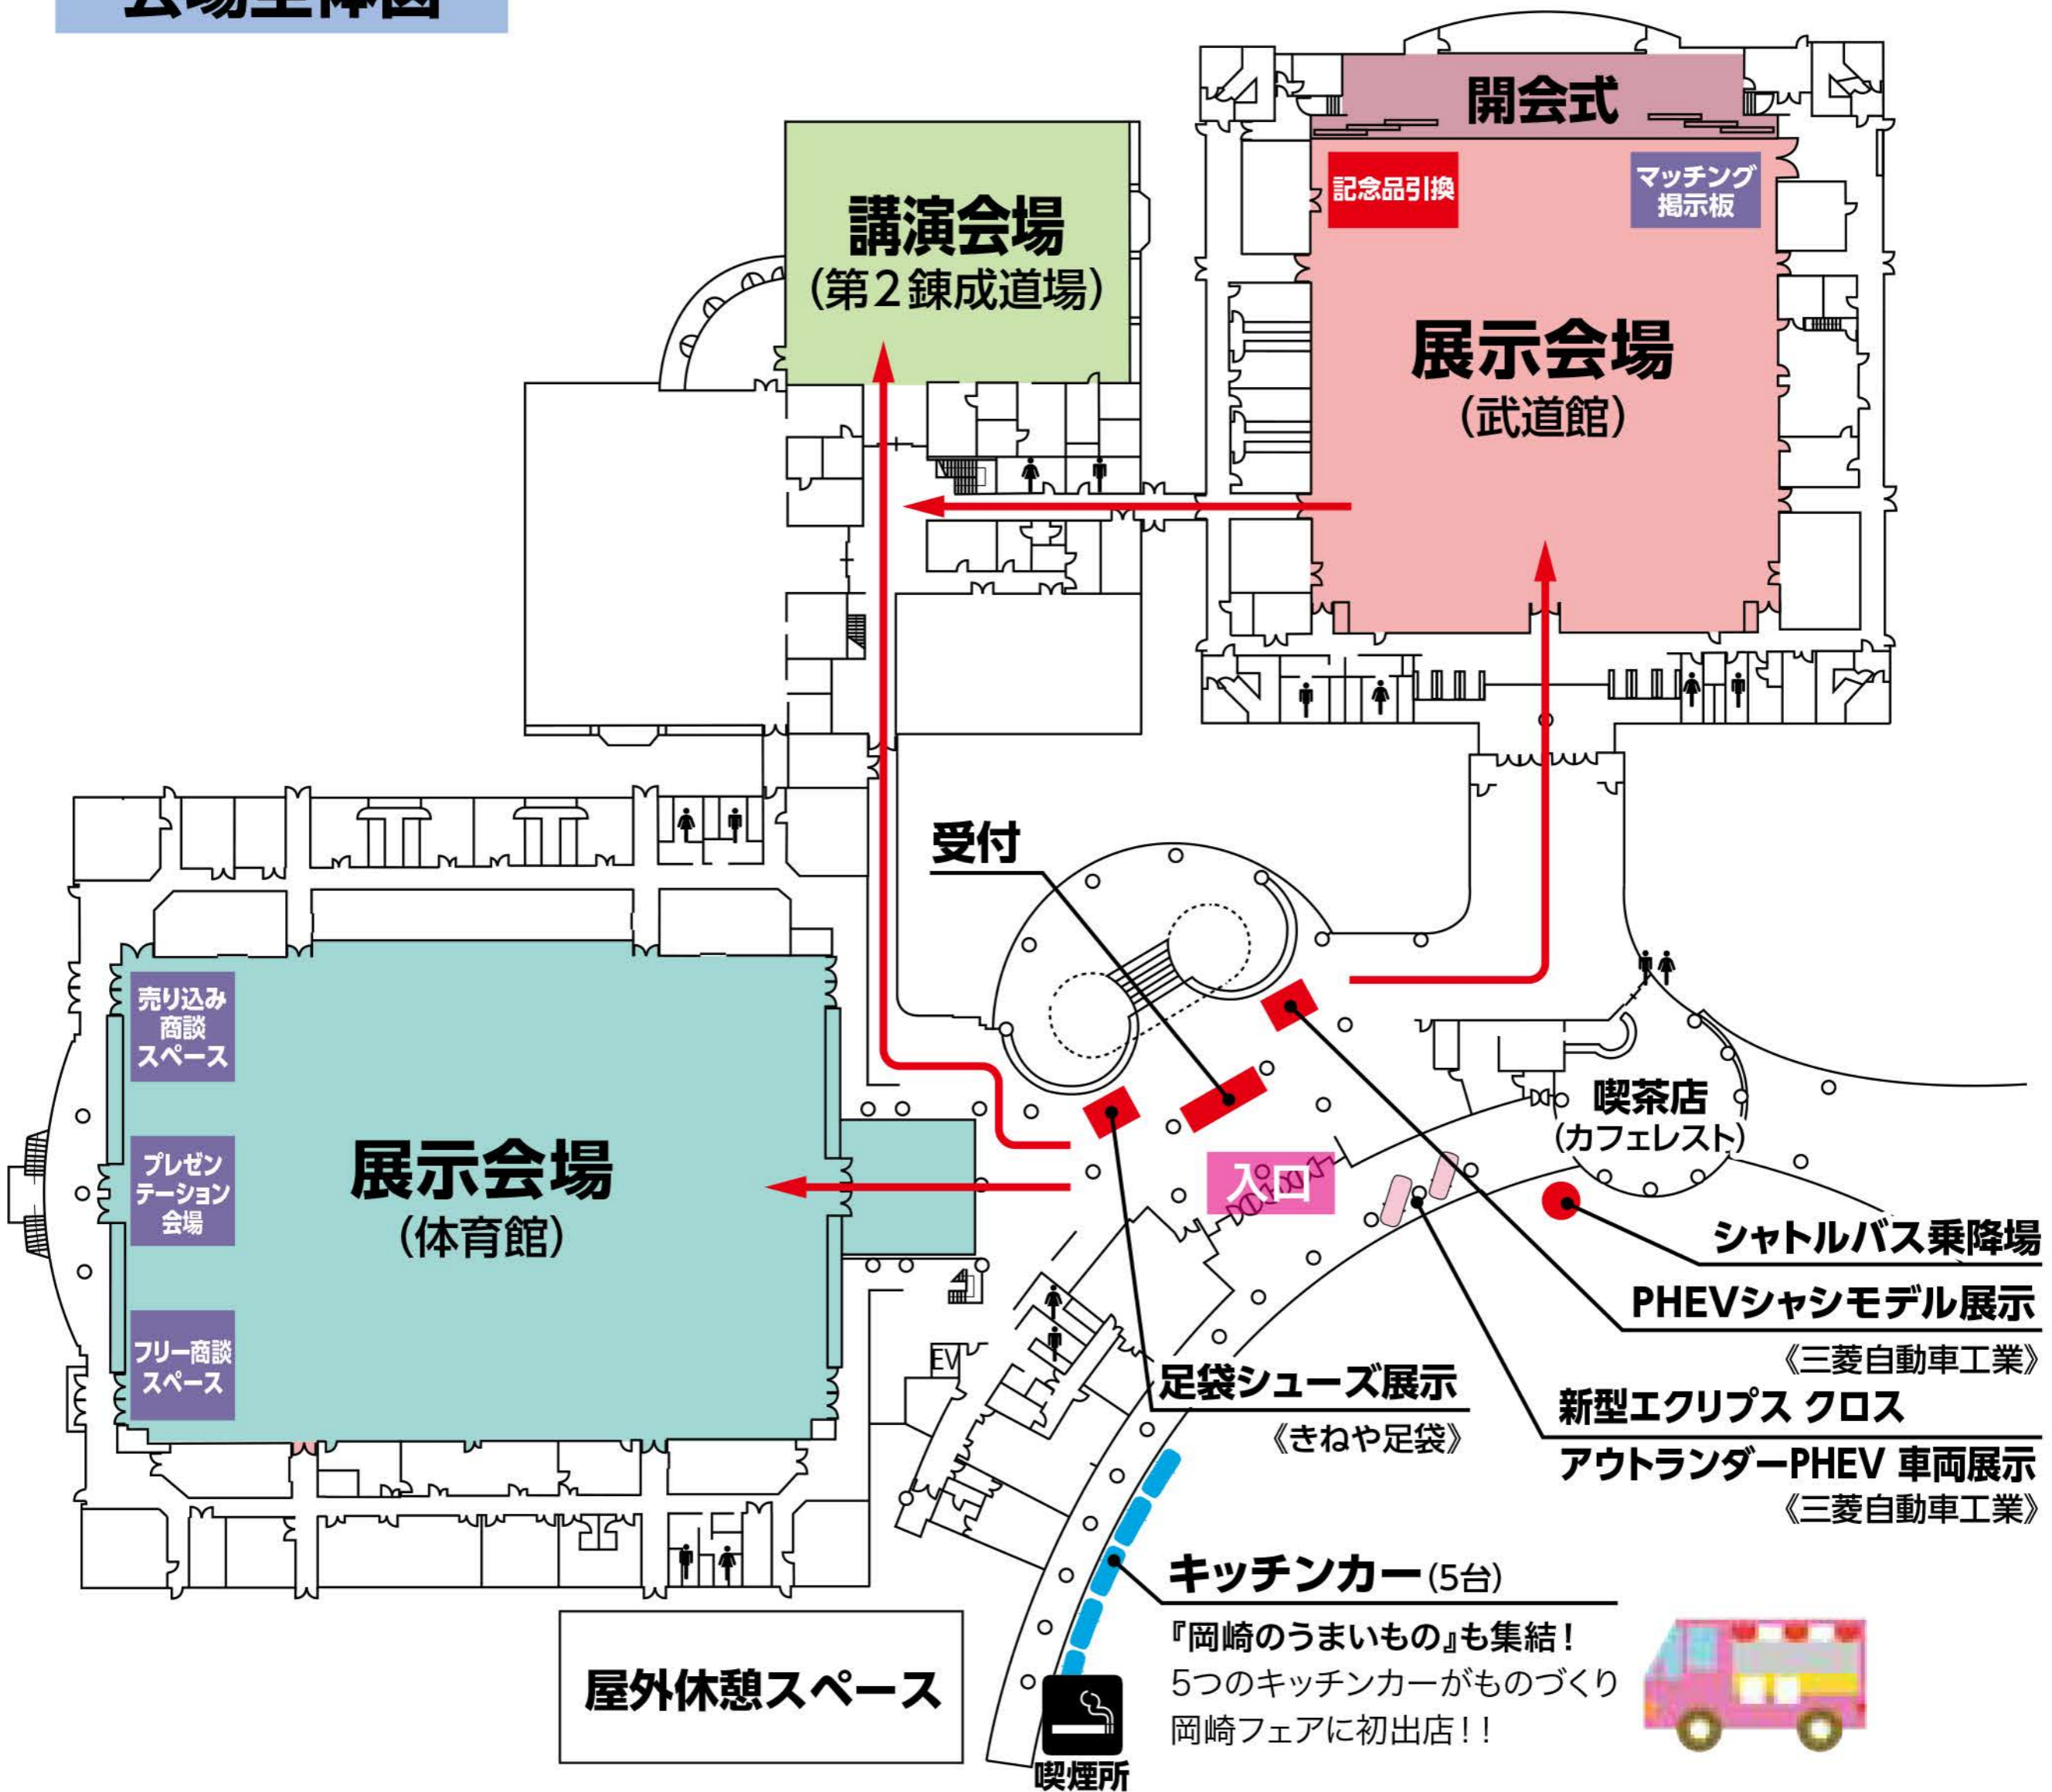 会場全体図
開会式
記念品引換
マッチング
掲示板
講演会場
(第2錬成道場)
展示会場
(武道館)
受付
売り込み
商談
スペース
プレゼン
テーション
会場
フリー商談
スペース
展示会場
(体育館)
入口
喫茶店
(カフェレスト)
シャトルバス乗降場
PHEVシャシモデル展示
《三菱自動車工業》
新型エクリプス クロス
アウトランダーPHEV 車両展示
《三菱自動車工業》
EV
足袋シューズ展示
《きねや足袋》
キッチンカー(5台)
『岡崎のうまいもの』も集結!
5つのキッチンカーがものづくり
岡崎フェアに初出店!!
屋外休憩スペース
喫煙所